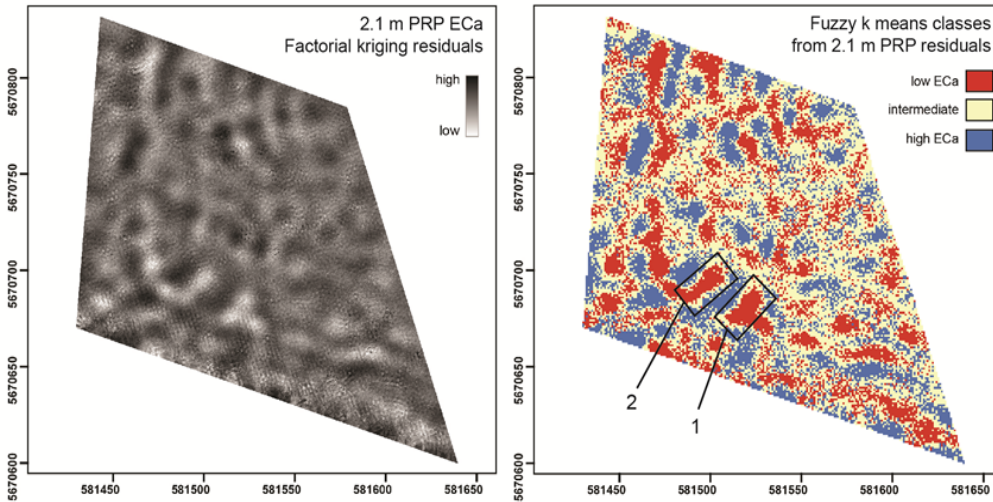 2.1 m PRP ECa
Factorial kriging residuals
high
low
5670800
5670750
5670700
5670650
5670600
581450
581500
581550
581600
581650
Fuzzy k means classes
from 2.1 m PRP residuals
low ECa
intermediate
high ECa
5670800
5670750
5670700
5670650
5670600
2
1
581450
581500
581550
581600
581650